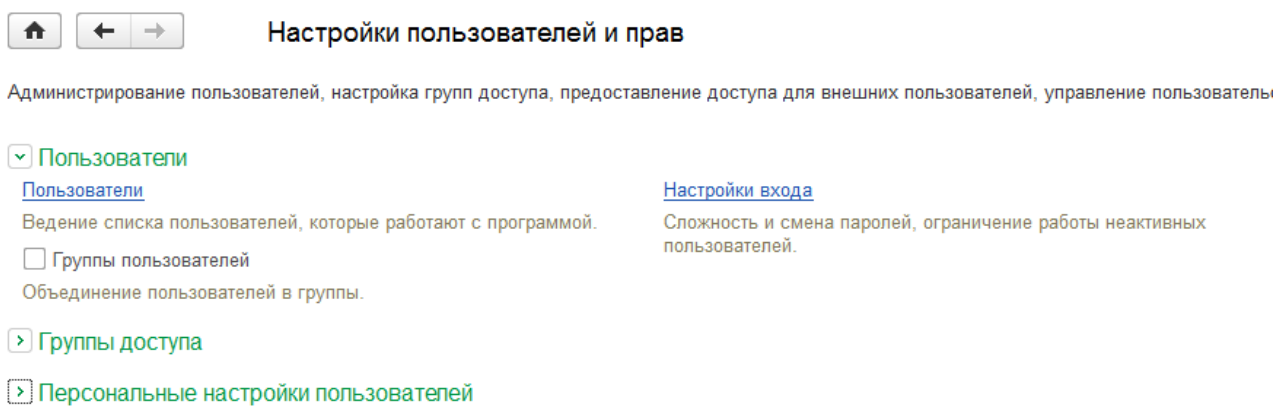 Настройки пользователей и прав
Администрирование пользователей, настройка групп доступа, предоставление доступа для внешних пользователей, управление
Пользователи
Пользователи
Ведение списка пользователей, которые работают с программой.
Группы пользователей
Объединение пользователей в группы.
Настройки входа
Сложность и смена паролей, ограничение работы неактивных
пользователей.
Группы доступа
Персональные настройки пользователей